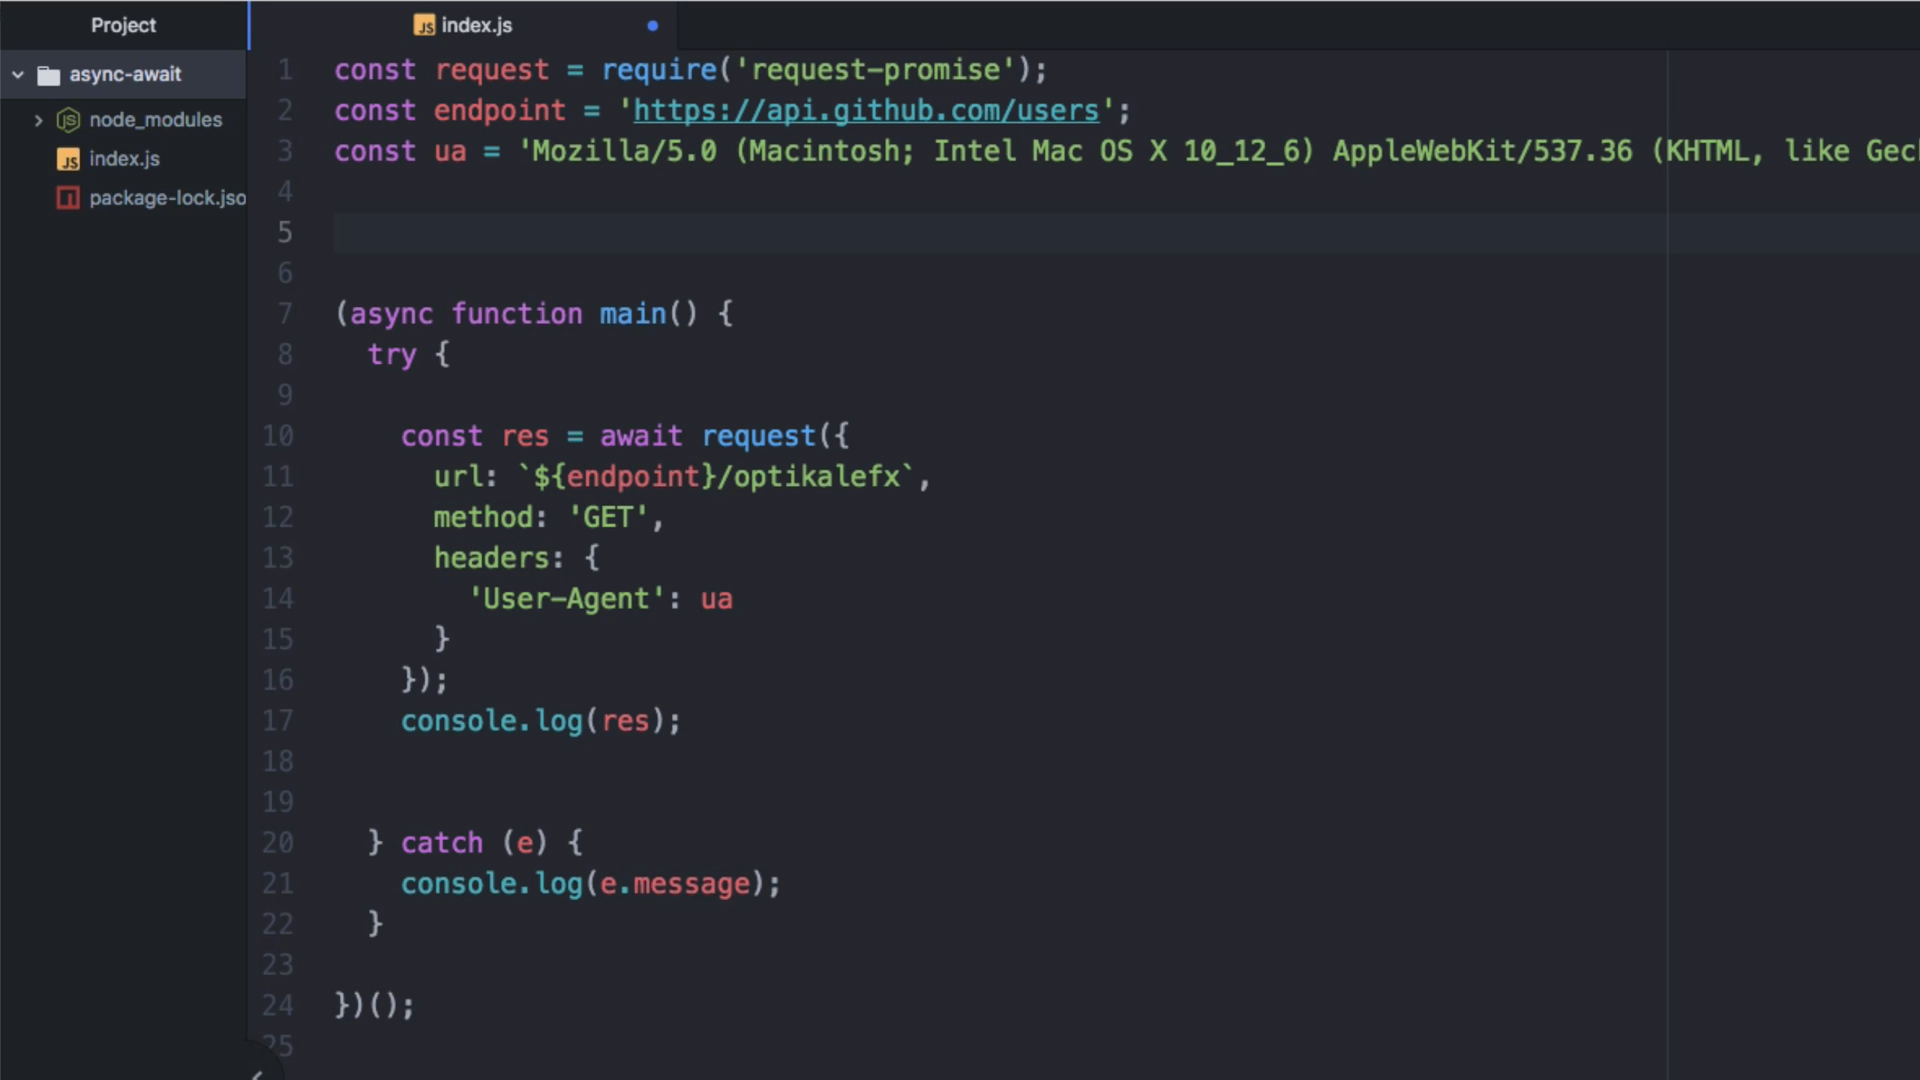 Project
index.js
async-await
node_modules
index.js
package-lock.jso
1 const request = require('request-promise');
2 const endpoint = 'https://api.github.com/users';
3 const ua = 'Mozilla/5.0 (Macintosh; Intel Mac OS X 10_12_6) AppleWebKit/537.36 (KHTML, like Gec
4
5
6
7 (async function main() {
8 try {
9
10 const res = await request({
11 url: `${endpoint}/optikalefx`,
12 method: 'GET',
13 headers: {
14 'User-Agent': ua
15 }
16 });
17 console.log(res);
18
19
20 } catch (e) {
21 console.log(e.message);
22 }
23
24 })();
25